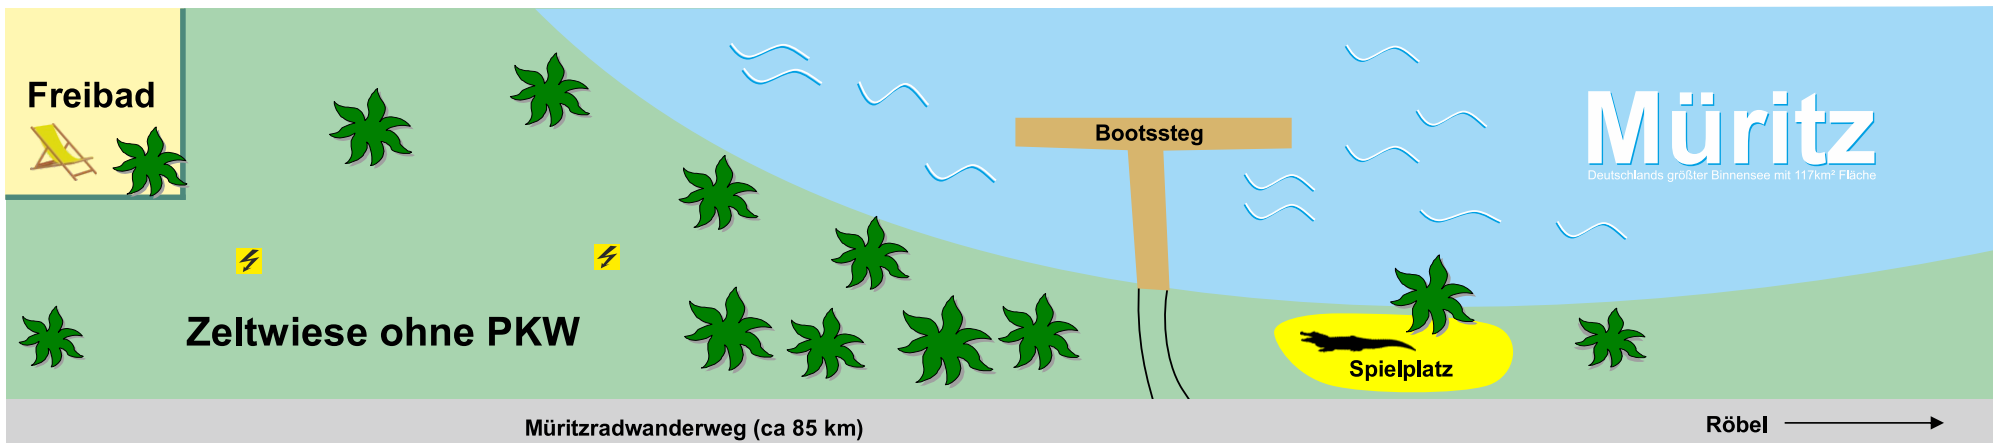 Freibad
Bootssteg
Müritz
Deutschlands größter Binnensee mit 117km² Fläche
Zeltwiese ohne PKW
Spielplatz
Müritzradwanderweg (ca 85 km)
Röbel